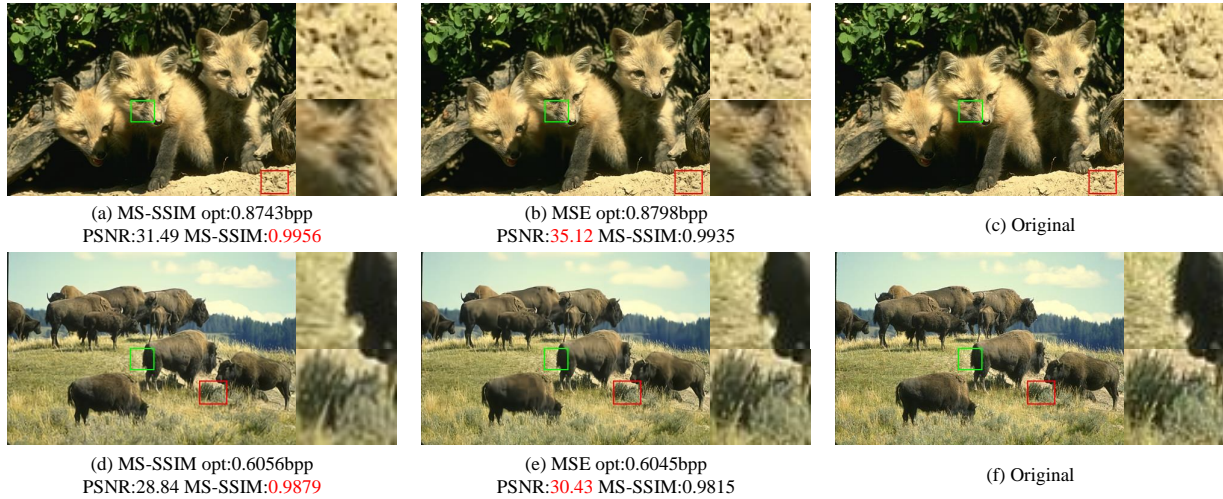 (a) MS-SSIM opt:0.8743bpp
PSNR:31.49 MS-SSIM:0.9956
(b) MSE opt:0.8798bpp
PSNR:35.12 MS-SSIM:0.9935
(c) Original
(d) MS-SSIM opt:0.6056bpp
PSNR:28.84 MS-SSIM:0.9879
(e) MSE opt:0.6045bpp
PSNR:30.43 MS-SSIM:0.9815
(f) Original